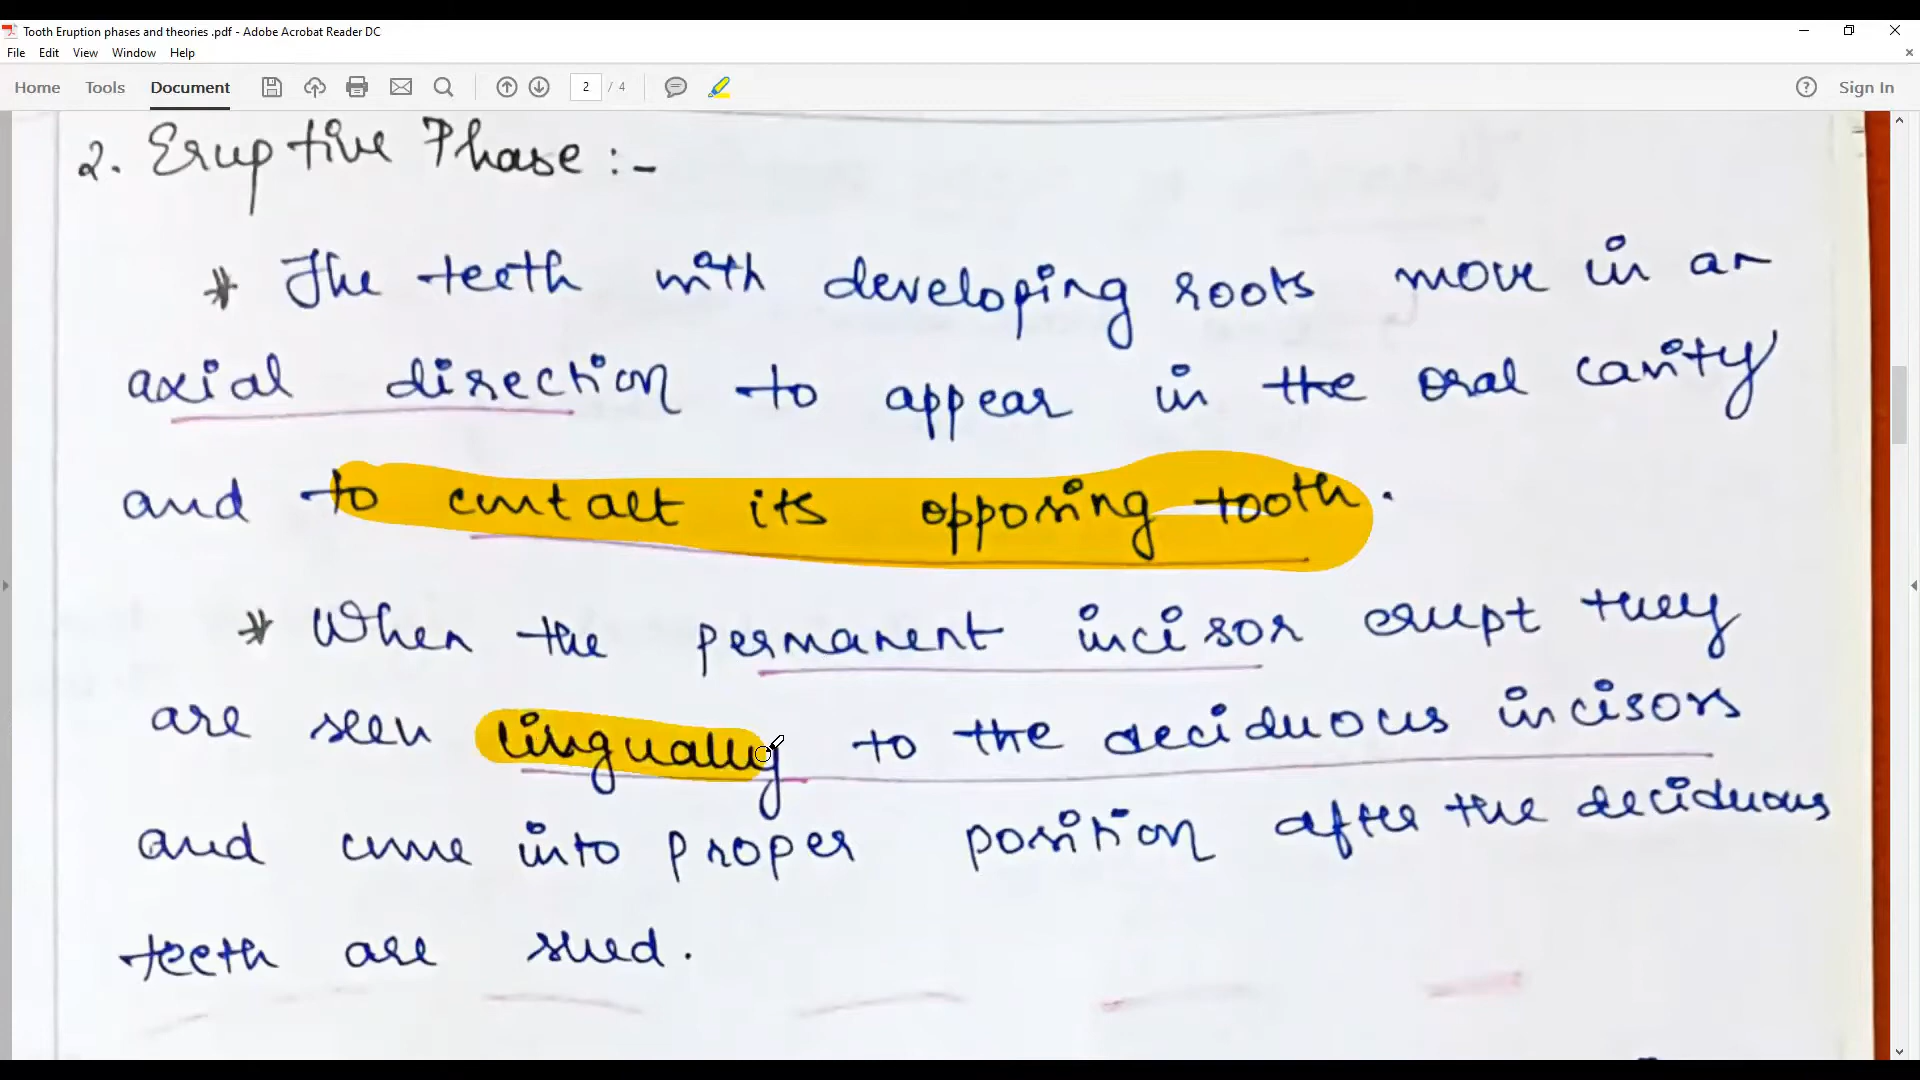 Tooth Eruption phases and theories .pdf - Adobe Acrobat Reader DC
File Edit View Window Help
Home Tools Document 2 / 4 Sign In
2. Eruptive Phase :-
* The teeth with developing roots move in an
axial direction to appear in the oral cavity
and to contact its opposing tooth.
* When the permanent incisor erupt they
are seen lingually to the deciduous incisors
and come into proper position after the deciduous
teeth are shed.